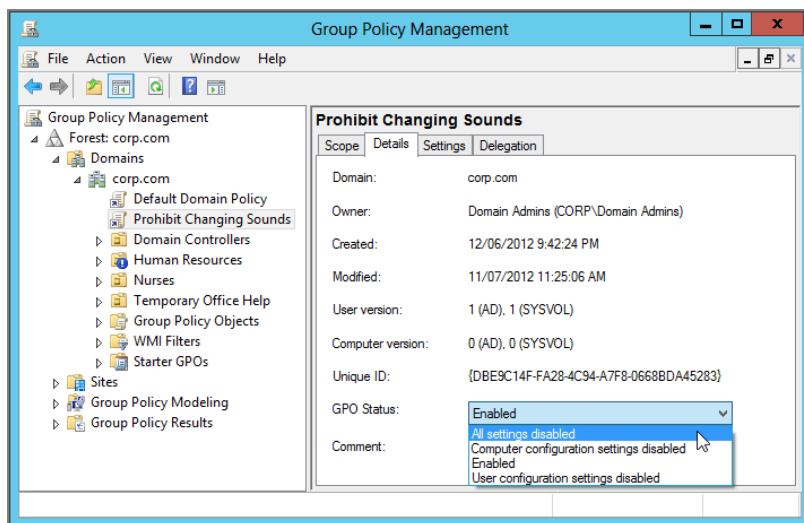 Group Policy Management
File Action View Window Help
Group Policy Management
Forest: corp.com
Domains
corp.com
Default Domain Policy
Prohibit Changing Sounds
Domain Controllers
Human Resources
Nurses
Temporary Office Help
Group Policy Objects
WMI Filters
Starter GPOs
Sites
Group Policy Modeling
Group Policy Results
Prohibit Changing Sounds
Scope Details Settings Delegation
Domain: corp.com
Owner: Domain Admins (CORP\Domain Admins)
Created: 12/06/2012 9:42:24 PM
Modified: 11/07/2012 11:25:06 AM
User version: 1 (AD), 1 (SYSVOL)
Computer version: 0 (AD), 0 (SYSVOL)
Unique ID: {DBE9C14F-FA28-4C94-A7F8-0668BDA45283}
GPO Status: Enabled
All settings disabled
Comment: Computer configuration settings disabled
Enabled
User configuration settings disabled